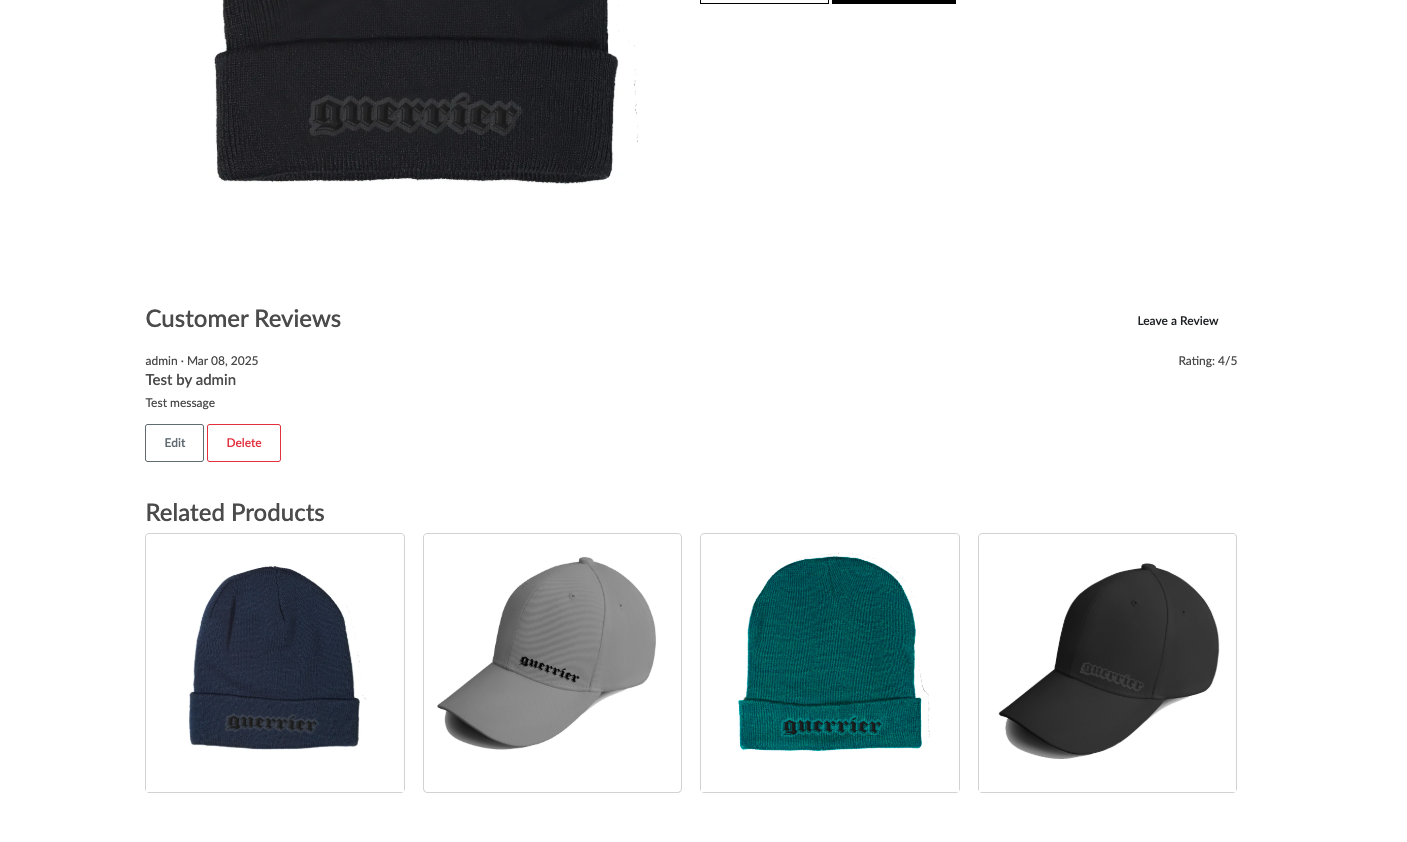 guerrier
Customer Reviews
Leave a Review
admin · Mar 08, 2025
Rating: 4/5
Test by admin
Test message
Edit
Delete
Related Products
guerrier
guerrier
guerrier
guerrier